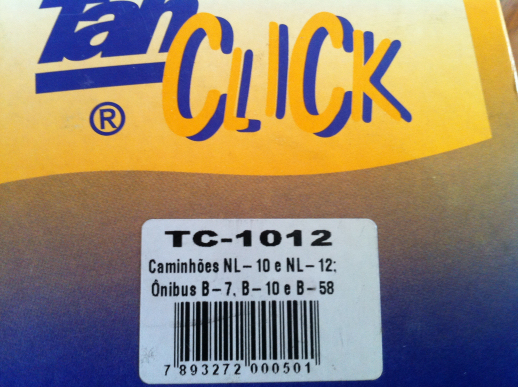 Tan
CLICK
®
TC-1012
Caminhões NL-10 e NL-12;
Ônibus B-7, B-10 e B-58
7 893272 000501